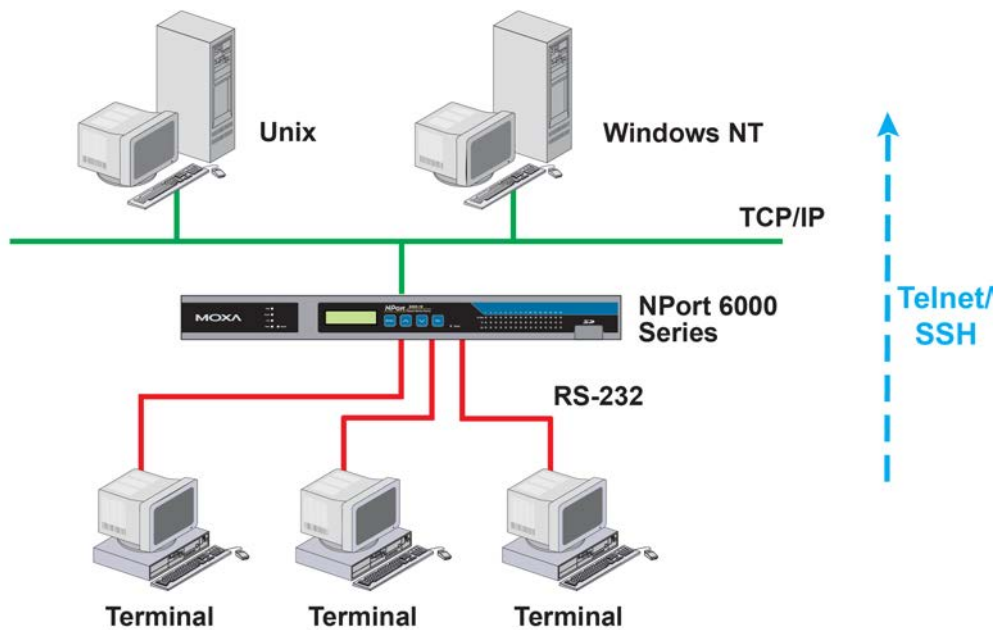 Unix
Windows NT
TCP/IP
MOXA
NPort
NPort 6000
Series
Telnet/
SSH
RS-232
Terminal
Terminal
Terminal